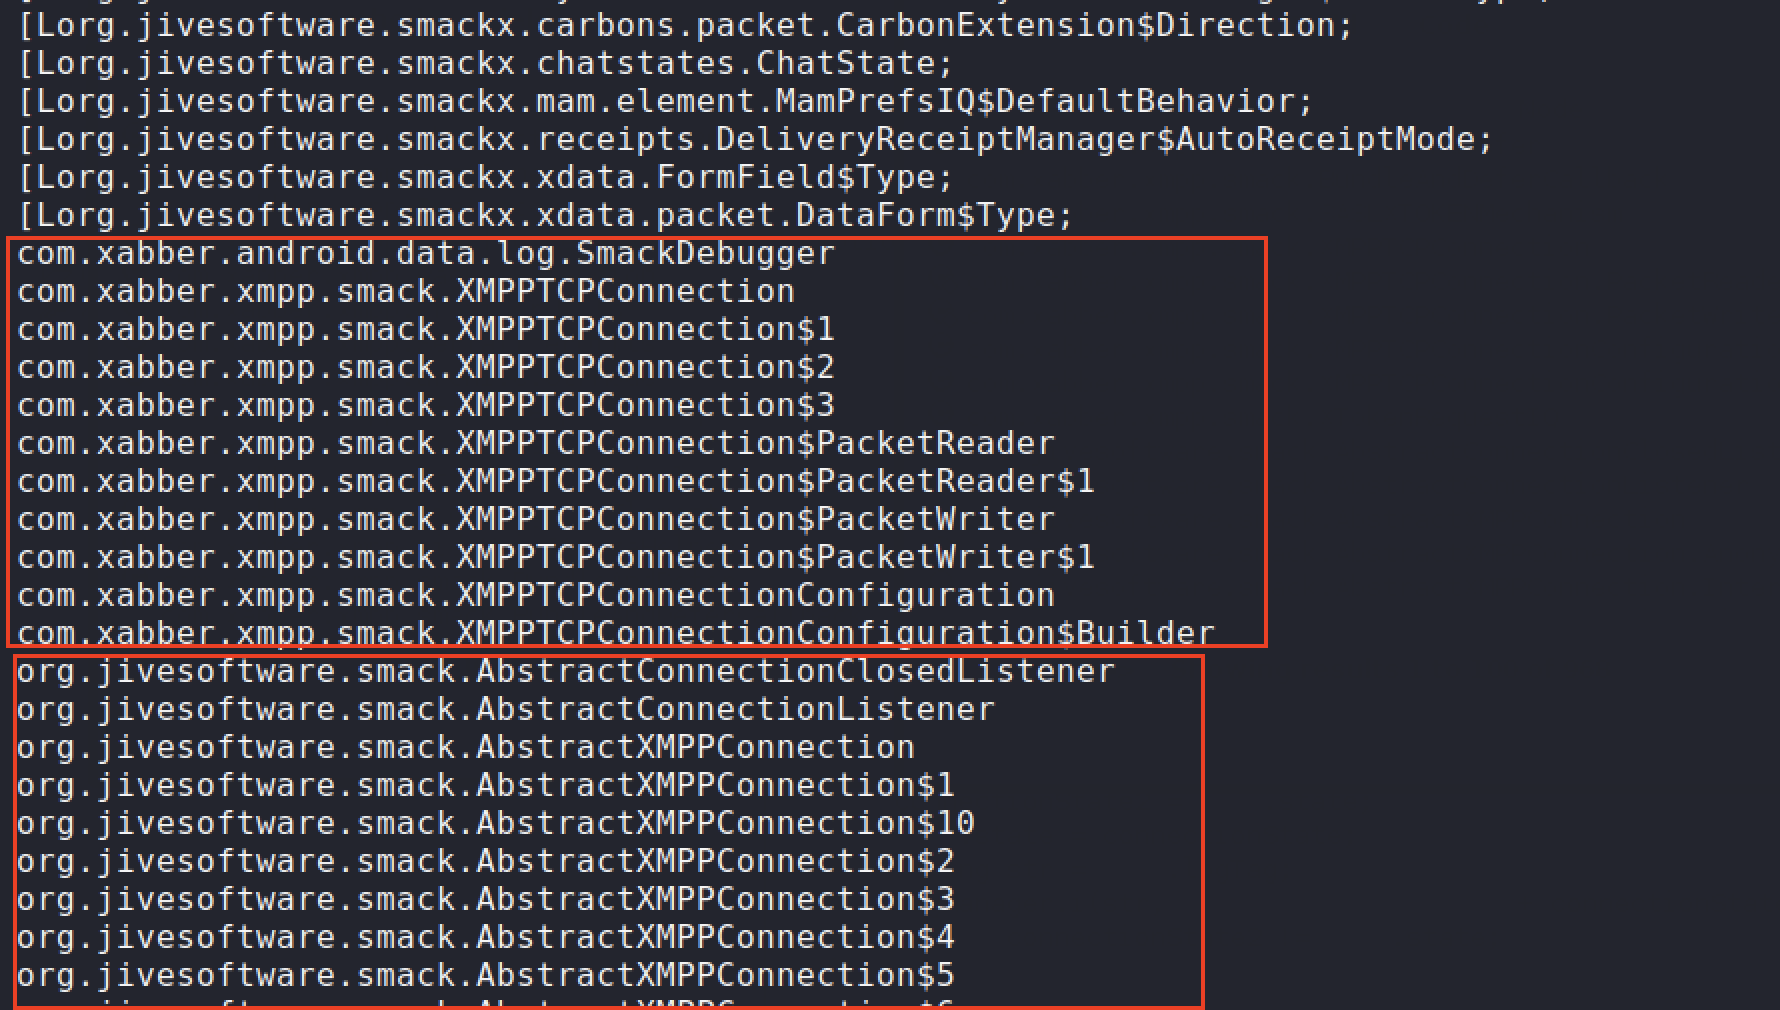 [Lorg.jivesoftware.smackx.carbons.packet.CarbonExtension$Direction;
[Lorg.jivesoftware.smackx.chatstates.ChatState;
[Lorg.jivesoftware.smackx.mam.element.MamPrefsIQ$DefaultBehavior;
[Lorg.jivesoftware.smackx.receipts.DeliveryReceiptManager$AutoReceiptMode;
[Lorg.jivesoftware.smackx.xdata.FormField$Type;
[Lorg.jivesoftware.smackx.xdata.packet.DataForm$Type;
com.xabber.android.data.log.SmackDebugger
com.xabber.xmpp.smack.XMPPTCPConnection
com.xabber.xmpp.smack.XMPPTCPConnection$1
com.xabber.xmpp.smack.XMPPTCPConnection$2
com.xabber.xmpp.smack.XMPPTCPConnection$3
com.xabber.xmpp.smack.XMPPTCPConnection$PacketReader
com.xabber.xmpp.smack.XMPPTCPConnection$PacketReader$1
com.xabber.xmpp.smack.XMPPTCPConnection$PacketWriter
com.xabber.xmpp.smack.XMPPTCPConnection$PacketWriter$1
com.xabber.xmpp.smack.XMPPTCPConnectionConfiguration
com.xabber.xmpp.smack.XMPPTCPConnectionConfiguration$Builder
org.jivesoftware.smack.AbstractConnectionClosedListener
org.jivesoftware.smack.AbstractConnectionListener
org.jivesoftware.smack.AbstractXMPPConnection
org.jivesoftware.smack.AbstractXMPPConnection$1
org.jivesoftware.smack.AbstractXMPPConnection$10
org.jivesoftware.smack.AbstractXMPPConnection$2
org.jivesoftware.smack.AbstractXMPPConnection$3
org.jivesoftware.smack.AbstractXMPPConnection$4
org.jivesoftware.smack.AbstractXMPPConnection$5